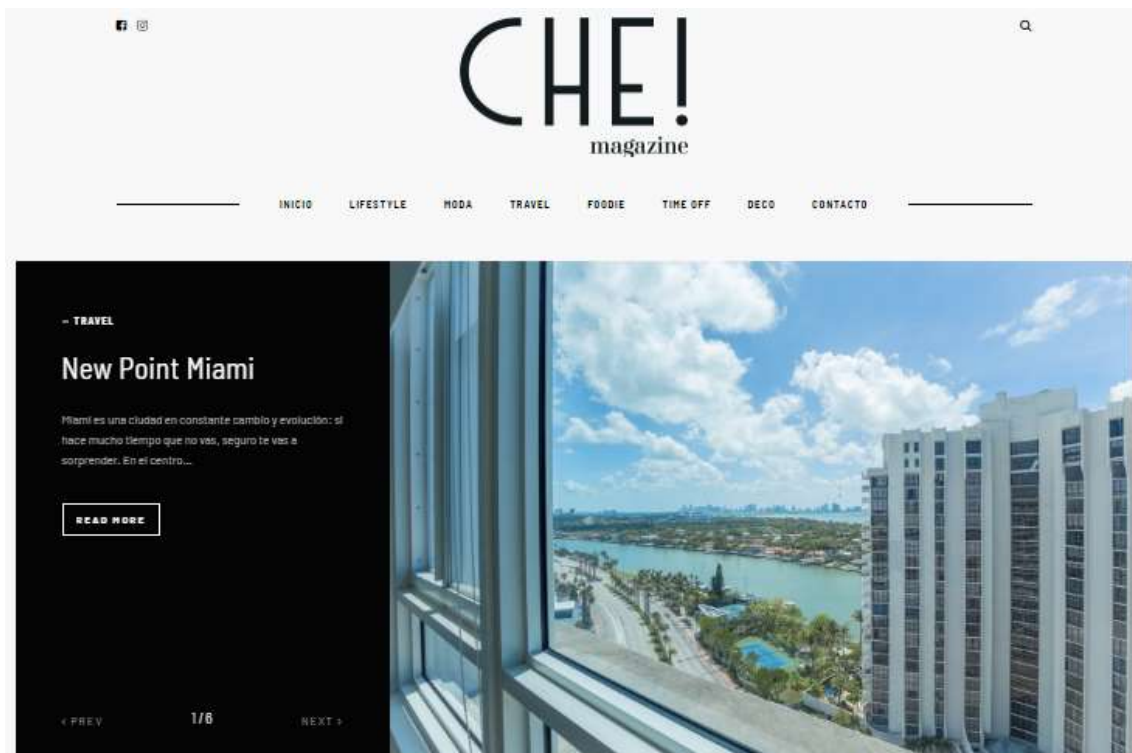 CHE!
magazine
INICIO LIFESTYLE MODA TRAVEL FOODIE TIME OFF DECO CONTACTO
– TRAVEL
New Point Miami
Miami es una ciudad en constante cambio y evolución: si
hace mucho tiempo que no vas, seguro te vas a
sorprender. En el centro...
READ MORE
‹ PREV 1/6 NEXT ›